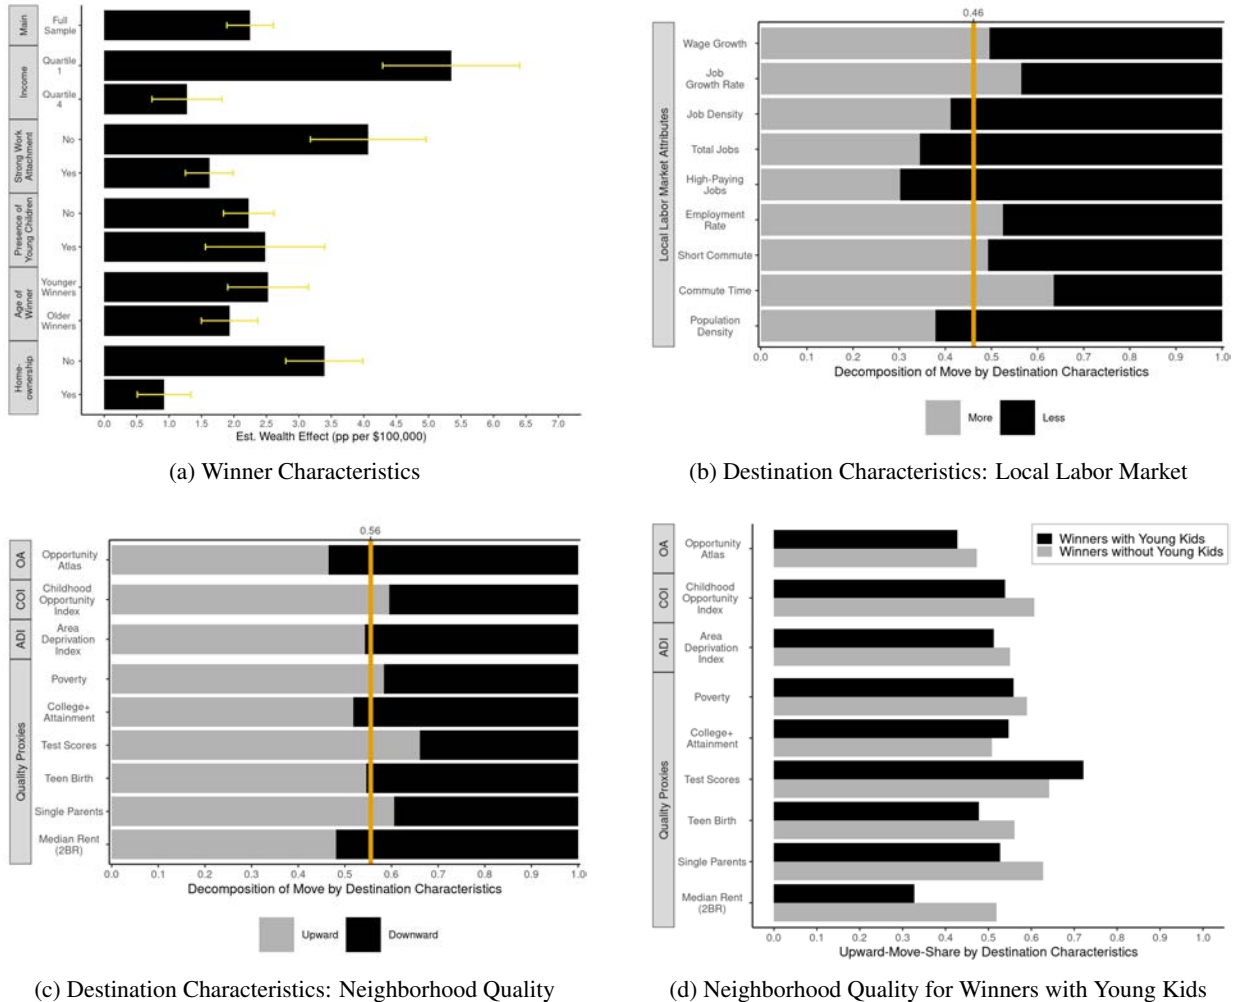 Main
Full
Sample
Income
Quartile
1
Quartile
4
Strong Work
Attachment
No
Yes
Presence of
Young Children
No
Yes
Age of
Winner
Younger
Winners
Older
Winners
Home-
ownership
No
Yes
0.0 0.5 1.0 1.5 2.0 2.5 3.0 3.5 4.0 4.5 5.0 5.5 6.0 6.5 7.0
Est. Wealth Effect (pp per $100,000)
(a) Winner Characteristics
0.46
Local Labor Market Attributes
Wage Growth
Job
Growth Rate
Job Density
Total Jobs
High-Paying
Jobs
Employment
Rate
Short Commute
Commute Time
Population
Density
0.0 0.1 0.2 0.3 0.4 0.5 0.6 0.7 0.8 0.9 1.0
Decomposition of Move by Destination Characteristics
More Less
(b) Destination Characteristics: Local Labor Market
0.56
OA
Opportunity
Atlas
COI
Childhood
Opportunity
Index
ADI
Area
Deprivation
Index
Quality Proxies
Poverty
College+
Attainment
Test Scores
Teen Birth
Single Parents
Median Rent
(2BR)
0.0 0.1 0.2 0.3 0.4 0.5 0.6 0.7 0.8 0.9 1.0
Decomposition of Move by Destination Characteristics
Upward Downward
(c) Destination Characteristics: Neighborhood Quality
Winners with Young Kids
Winners without Young Kids
OA
Opportunity
Atlas
COI
Childhood
Opportunity
Index
ADI
Area
Deprivation
Index
Quality Proxies
Poverty
College+
Attainment
Test Scores
Teen Birth
Single Parents
Median Rent
(2BR)
0.0 0.1 0.2 0.3 0.4 0.5 0.6 0.7 0.8 0.9 1.0
Upward-Move-Share by Destination Characteristics
(d) Neighborhood Quality for Winners with Young Kids